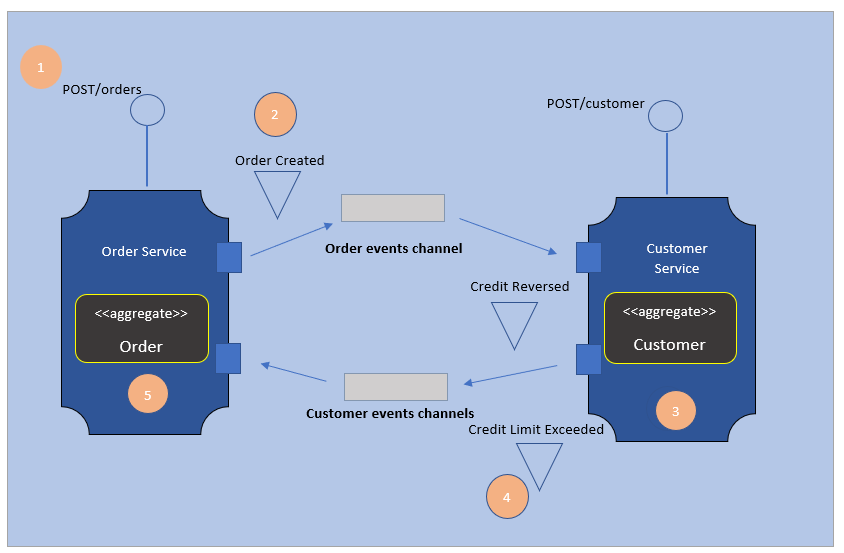 1
POST/orders
2
POST/customer
Order Created
Order Service
Order events channel
Customer
Service
Credit Reversed
<<aggregate>>
Order
<<aggregate>>
Customer
5
Customer events channels
3
Credit Limit Exceeded
4